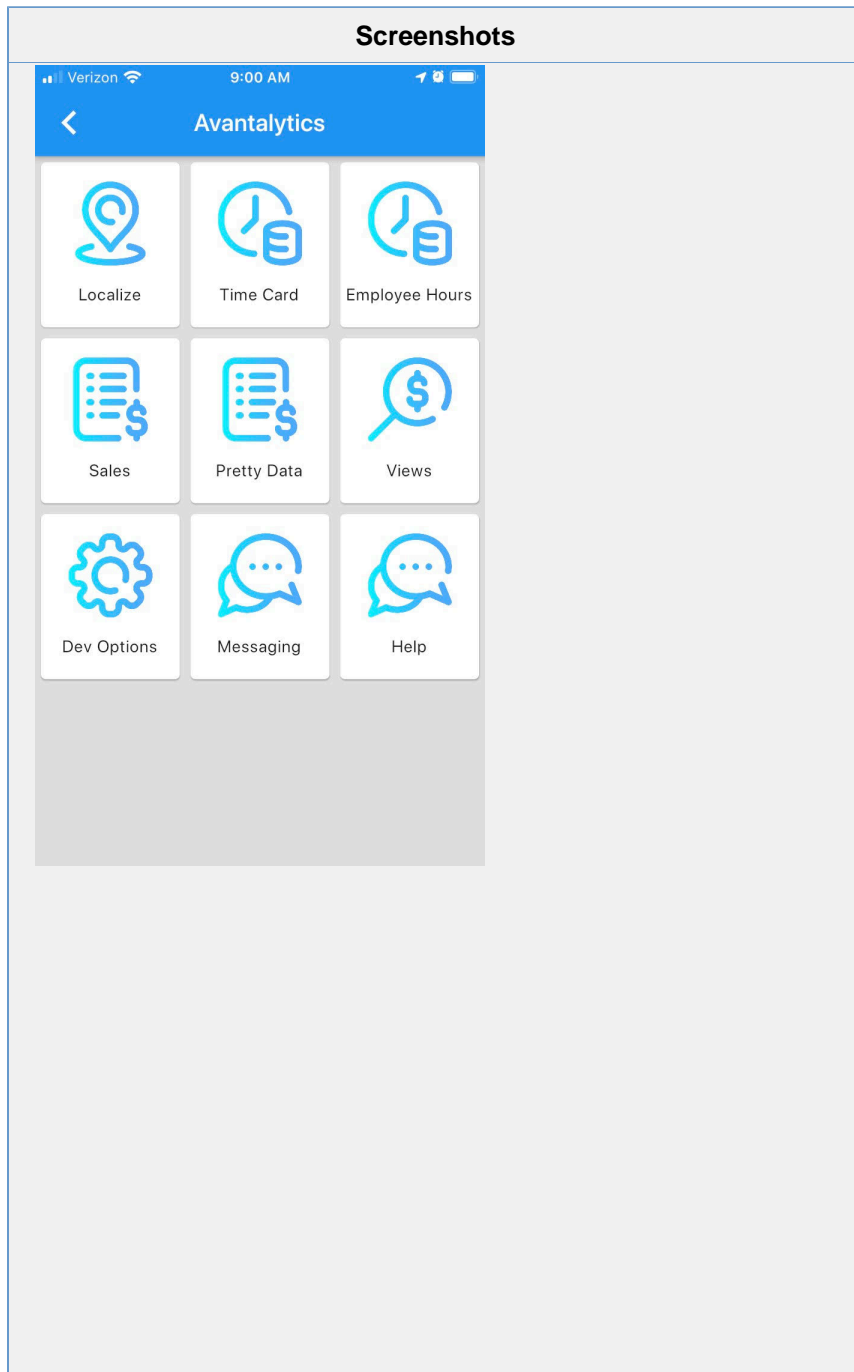 Screenshots
Verizon 9:00 AM
Avantalytics
Localize Time Card Employee Hours
Sales Pretty Data Views
Dev Options Messaging Help